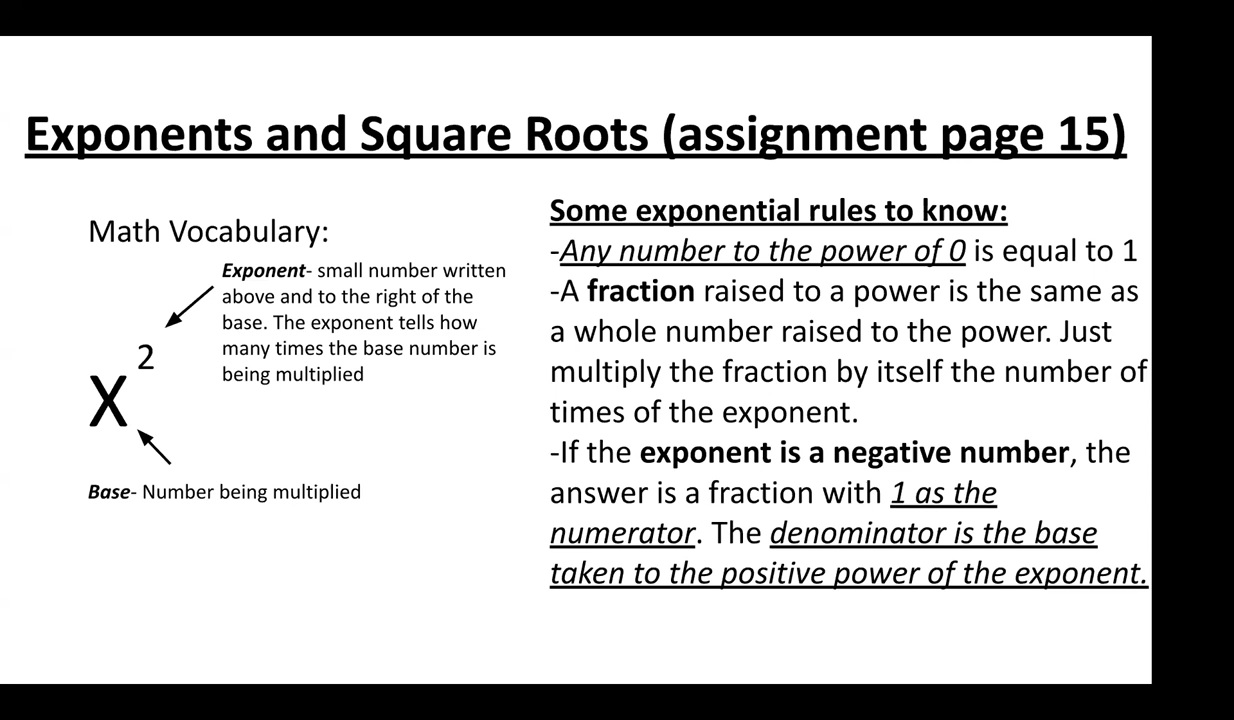 Exponents and Square Roots (assignment page 15)
Math Vocabulary:
Exponent- small number written
above and to the right of the
base. The exponent tells how
many times the base number is
being multiplied
X 2
Base- Number being multiplied
Some exponential rules to know:
-Any number to the power of 0 is equal to 1
-A fraction raised to a power is the same as
a whole number raised to the power. Just
multiply the fraction by itself the number of
times of the exponent.
-If the exponent is a negative number, the
answer is a fraction with 1 as the
numerator. The denominator is the base
taken to the positive power of the exponent.